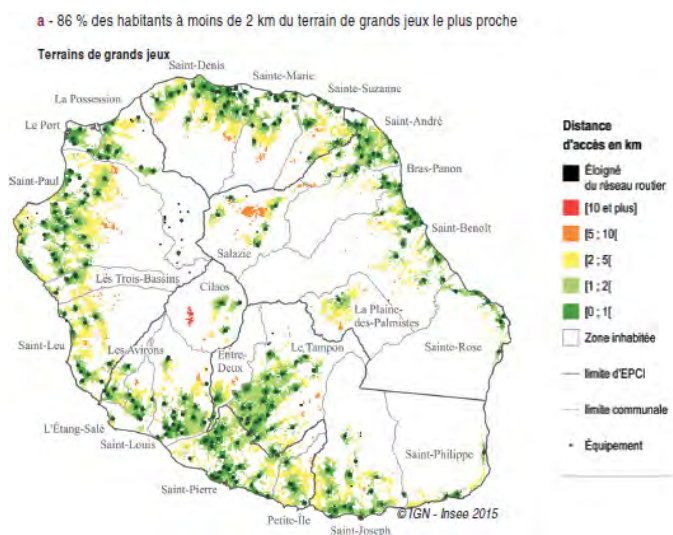 a - 86 % des habitants à moins de 2 km du terrain de grands jeux le plus proche
Terrains de grands jeux
Saint-Denis
Sainte-Marie
Sainte-Suzanne
La Possession
Le Port
Saint-André
Bras-Panon
Saint-Paul
Saint-Benoît
Salazie
Les Trois-Bassins
Cilaos
La Plaine-
des-Palmistes
Saint-Leu
Les Avirons
Entre-
Deux
Le Tampon
Sainte-Rose
L'Étang-Salé
Saint-Louis
Saint-Philippe
Saint-Pierre
Petite-Île
Saint-Joseph
© IGN - Insee 2015
Distance
d'accès en km
Éloigné
du réseau routier
[10 et plus]
[5 ; 10[
[2 ; 5[
[1 ; 2[
[0 ; 1[
Zone inhabitée
limite d'EPCI
limite communale
Équipement